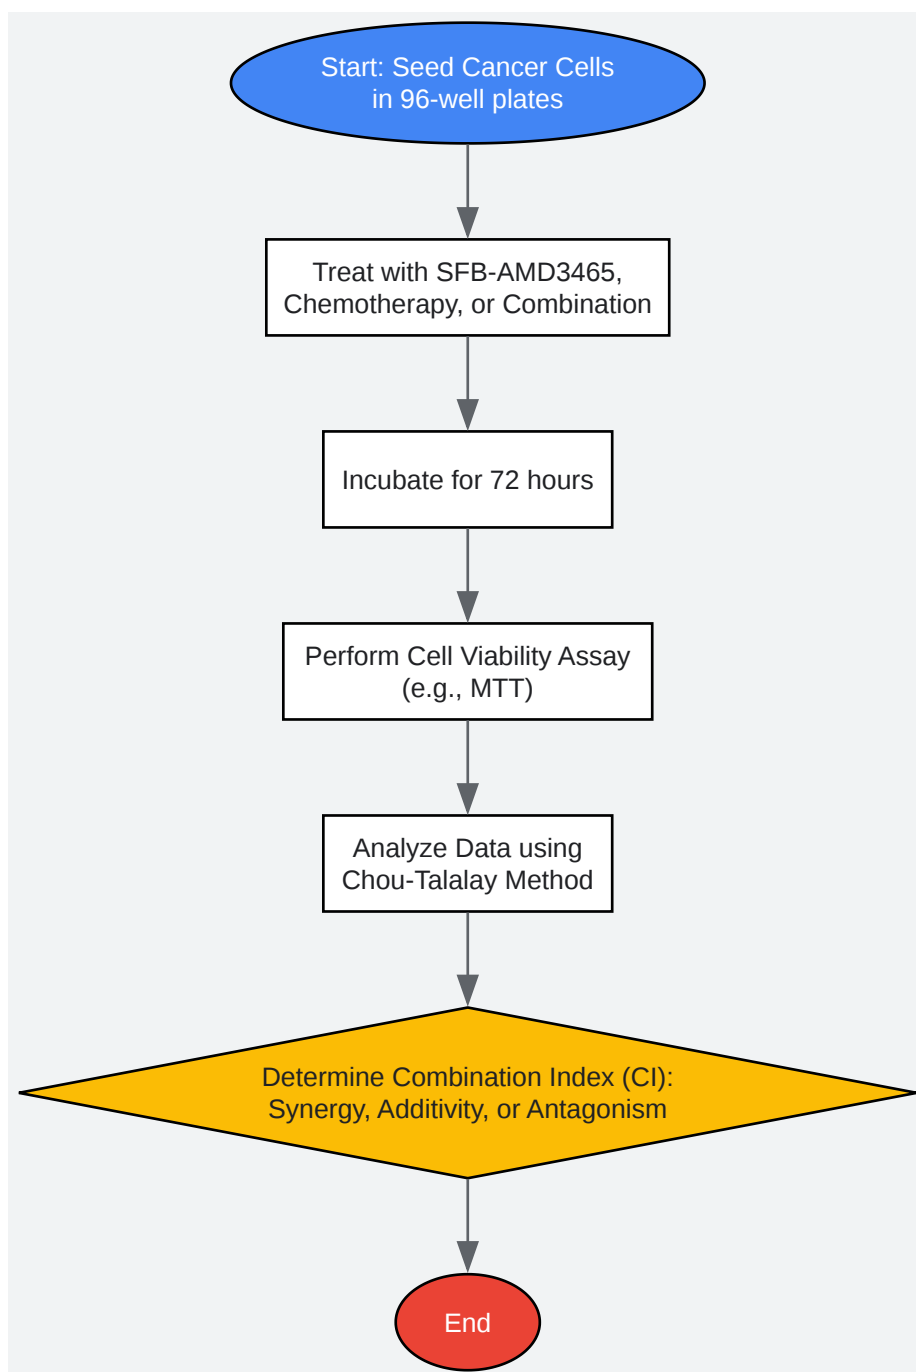 Start: Seed Cancer Cells
in 96-well plates
Treat with SFB-AMD3465,
Chemotherapy, or Combination
Incubate for 72 hours
Perform Cell Viability Assay
(e.g., MTT)
Analyze Data using
Chou-Talalay Method
Determine Combination Index (CI):
Synergy, Additivity, or Antagonism
End